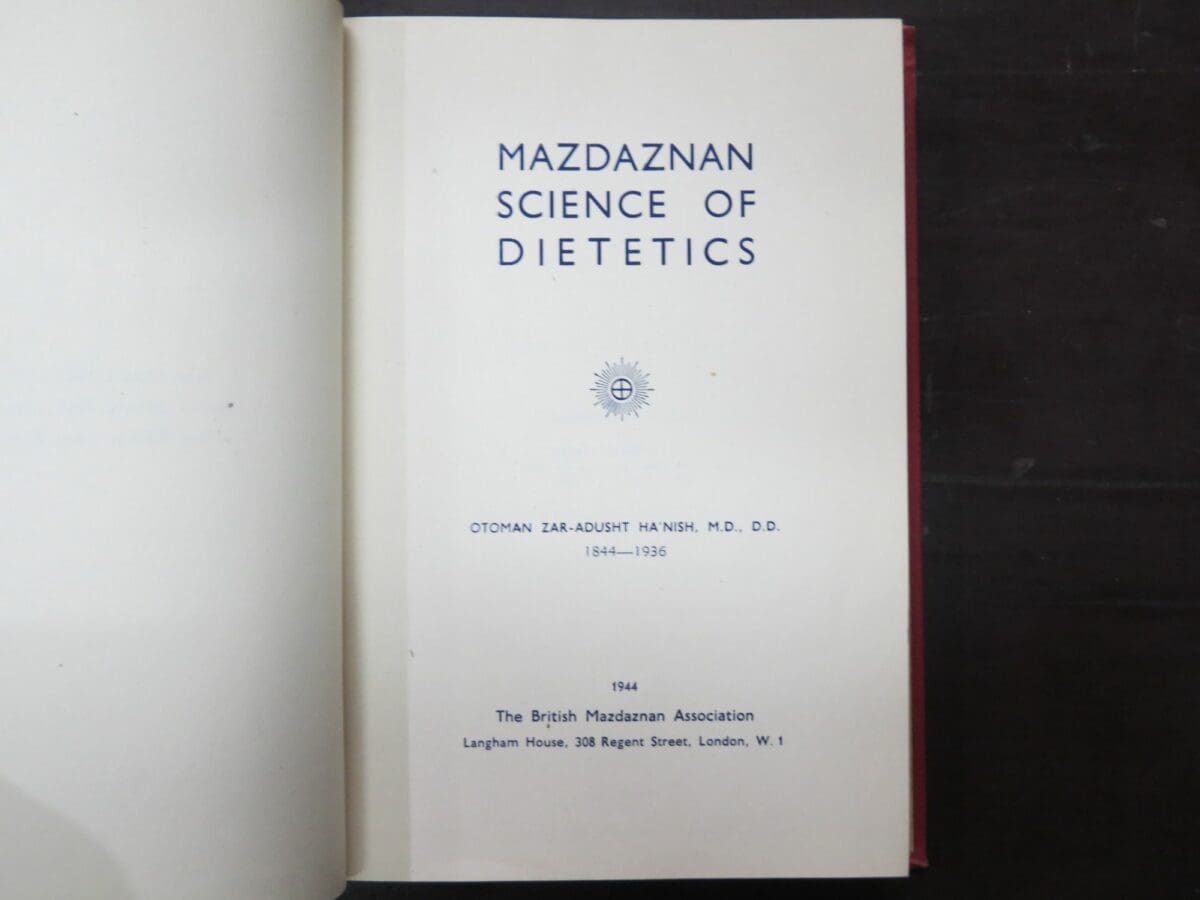 MAZDAZNAN
SCIENCE OF
DIETETICS
OTOMAN ZAR-ADUSHT HA'NISH, M.D., D.D.
1844—1936
1944
The British Mazdaznan Association
Langham House, 308 Regent Street, London, W. 1